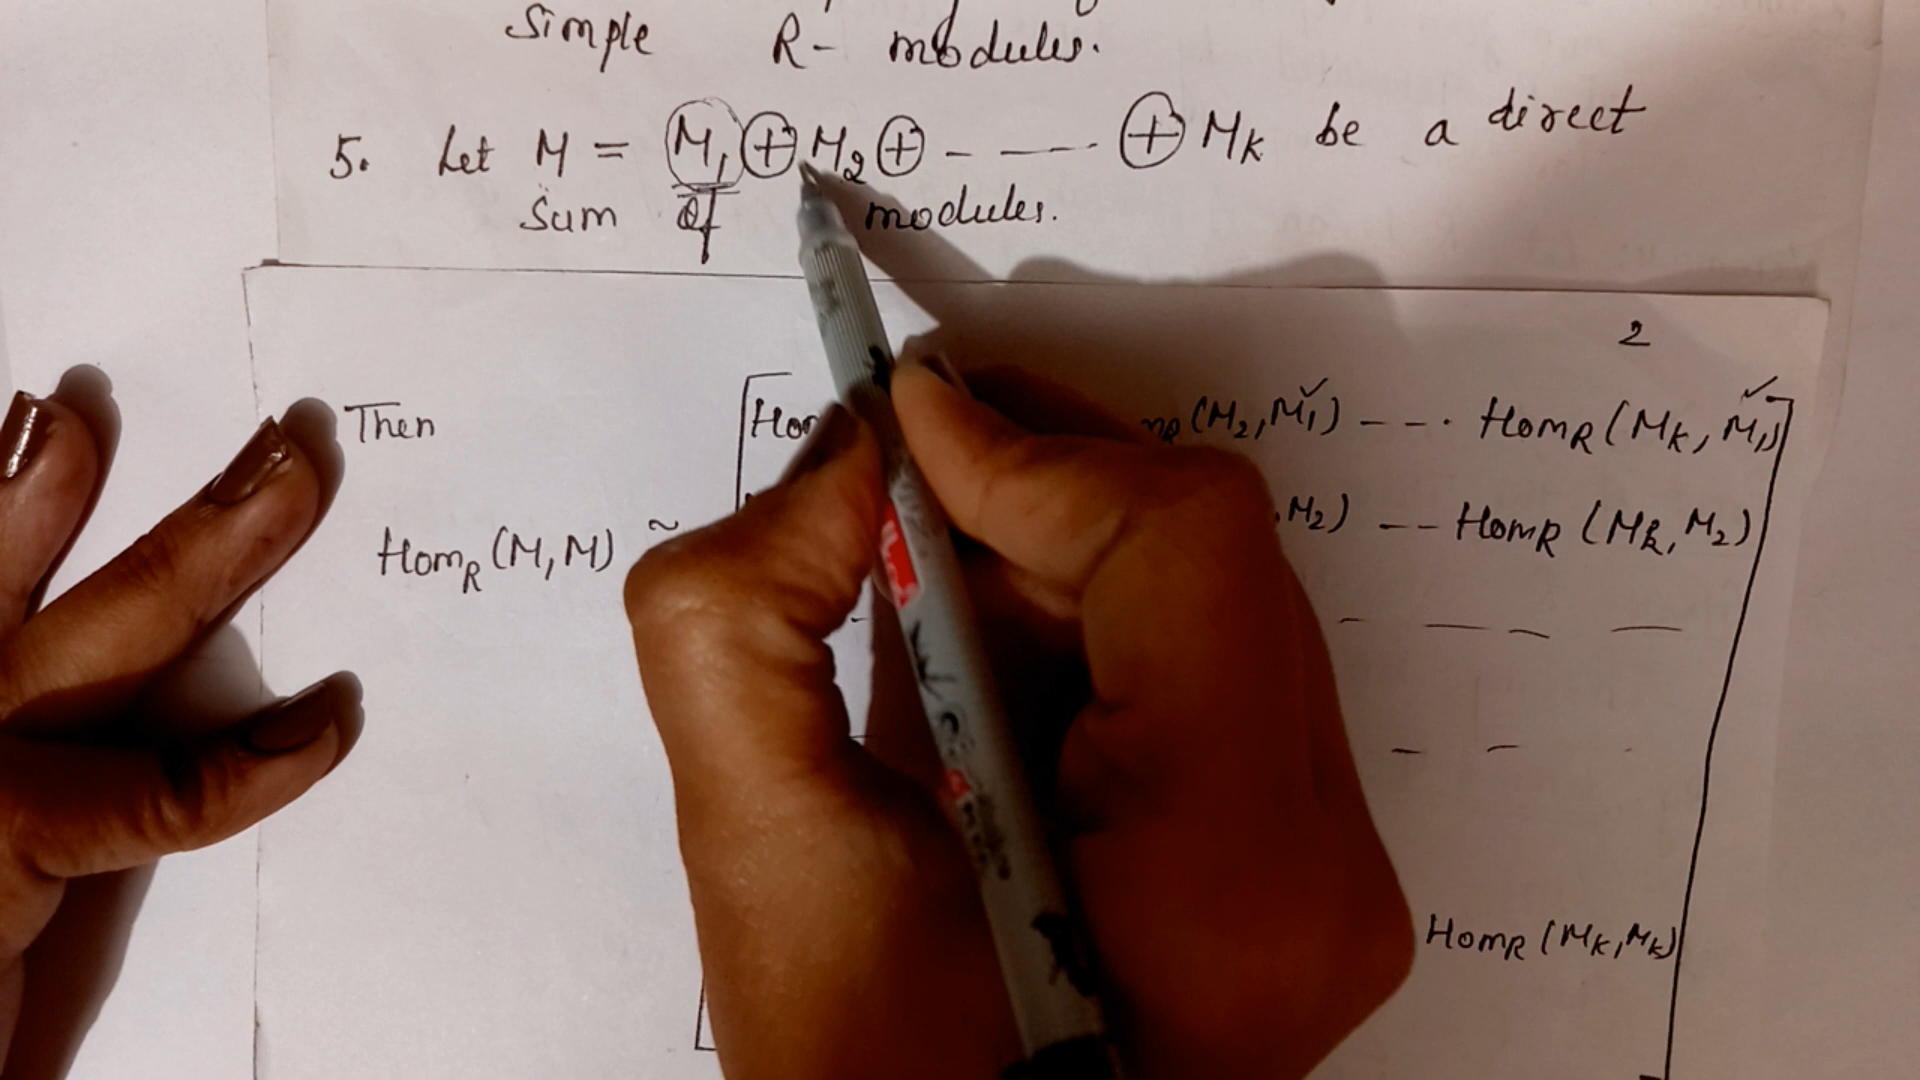 Simple R- modules.
5. Let M = M1 ⊕ M2 ⊕ - --- ⊕ MK be a direct
Sum of modules.
2
Then (M2, M1) --- . HomR (MK, M1)
HomR (M, M) ~ M2) -- HomR (MK, M2)
HomR (MK, MK)